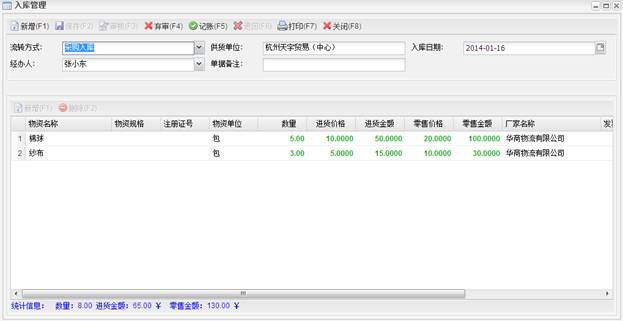 入库管理
新增(F1) 保存(F2) 审核(F3) 弃审(F4) 记账(F5) 退回(F6) 打印(F7) 关闭(F8)
流转方式： 采购入库 供货单位： 杭州天宇贸易（中心） 入库日期： 2014-01-16
经办人： 张小东 单据备注：
新增(F1) 删除(F2)
物资名称 物资规格 注册证号 物资单位 数量 进货价格 进货金额 零售价格 零售金额 厂家名称
1 棉球 包 5.00 10.0000 50.0000 20.0000 100.0000 华商物流有限公司
2 纱布 包 3.00 5.0000 15.0000 10.0000 30.0000 华商物流有限公司
统计信息： 数量：8.00 进货金额：65.00 ¥ 零售金额：130.00 ¥